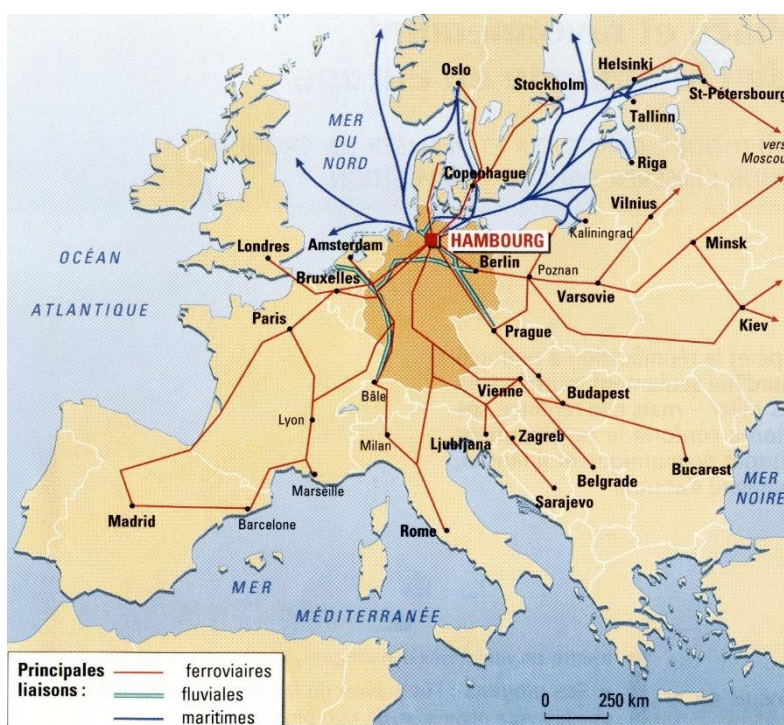 Oslo
Stockholm
Helsinki
St-Pétersbourg
Tallinn
MER
DU
NORD
vers
Moscou
Riga
Copenhague
Vilnius
Kaliningrad
Minsk
HAMBOURG
Londres
Amsterdam
Berlin
Poznan
OCÉAN
ATLANTIQUE
Bruxelles
Varsovie
Kiev
Paris
Prague
Bâle
Vienne
Budapest
Lyon
Milan
Ljubljana
Zagreb
Bucarest
Belgrade
Marseille
Sarajevo
MER
NOIRE
Madrid
Barcelone
Rome
MER
MÉDITERRANÉE
Principales
liaisons :
ferroviaires
fluviales
maritimes
0 250 km